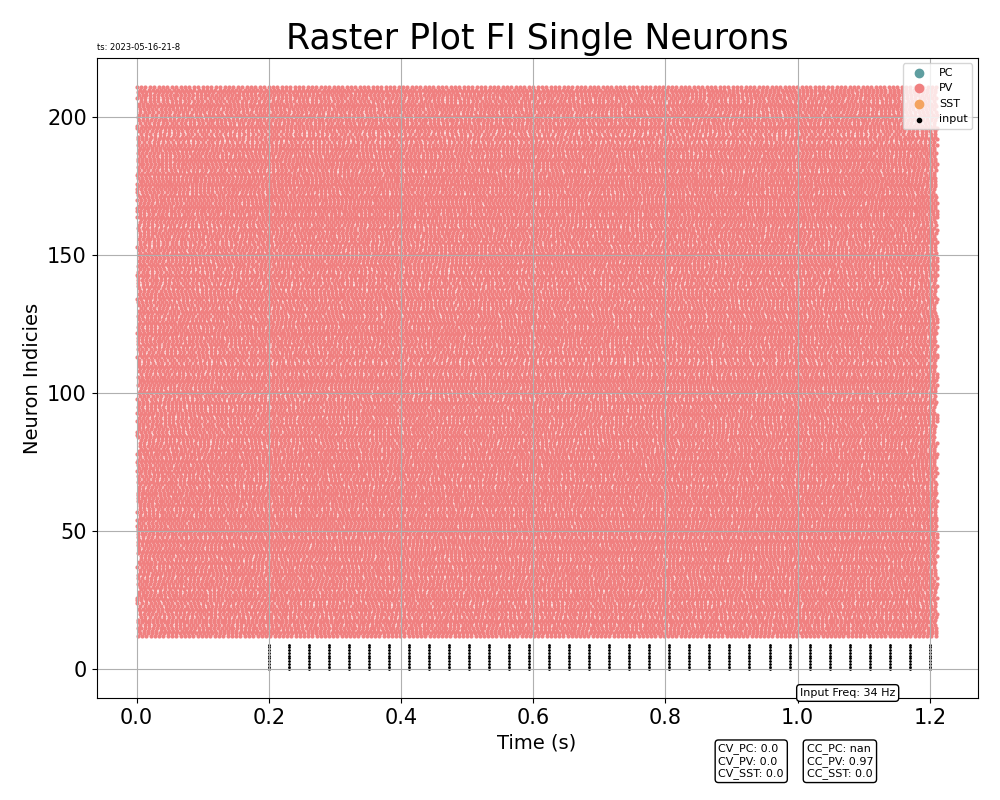 Raster Plot FI Single Neurons
ts: 2023-05-16-21-8
PC
PV
SST
input
200
150
100
50
0
Neuron Indicies
0.0 0.2 0.4 0.6 0.8 1.0 1.2
Input Freq: 34 Hz
Time (s)
CV_PC: 0.0
CV_PV: 0.0
CV_SST: 0.0
CC_PC: nan
CC_PV: 0.97
CC_SST: 0.0